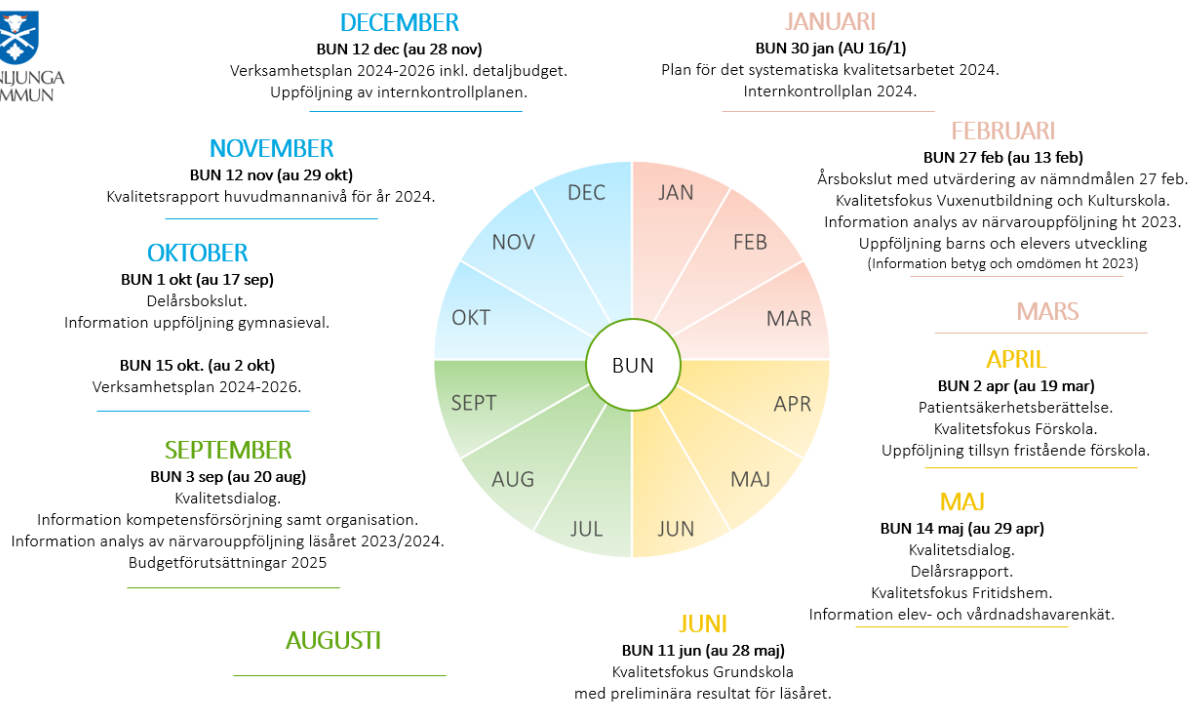 NLJUNGA
MMUN
DECEMBER
BUN 12 dec (au 28 nov)
Verksamhetsplan 2024-2026 inkl. detaljbudget.
Uppföljning av internkontrollplanen.
JANUARI
BUN 30 jan (AU 16/1)
Plan för det systematiska kvalitetsarbetet 2024.
Internkontrollplan 2024.
FEBRUARI
BUN 27 feb (au 13 feb)
Årsbokslut med utvärdering av nämndmålen 27 feb.
Kvalitetsfokus Vuxenutbildning och Kulturskola.
Information analys av närvarouppföljning ht 2023.
Uppföljning barns och elevers utveckling
(Information betyg och omdömen ht 2023)
MARS
APRIL
BUN 2 apr (au 19 mar)
Patientsäkerhetsberättelse.
Kvalitetsfokus Förskola.
Uppföljning tillsyn fristående förskola.
MAJ
BUN 14 maj (au 29 apr)
Kvalitetsdialog.
Delårsrapport.
Kvalitetsfokus Fritidshem.
Information elev- och vårdnadshavarenkät.
JUNI
BUN 11 jun (au 28 maj)
Kvalitetsfokus Grundskola
med preliminära resultat för läsåret.
AUGUSTI
SEPTEMBER
BUN 3 sep (au 20 aug)
Kvalitetsdialog.
Information kompetensförsörjning samt organisation.
Information analys av närvarouppföljning läsåret 2023/2024.
Budgetförutsättningar 2025
OKTOBER
BUN 1 okt (au 17 sep)
Delårsbokslut.
Information uppföljning gymnasieval.
BUN 15 okt. (au 2 okt)
Verksamhetsplan 2024-2026.
NOVEMBER
BUN 12 nov (au 29 okt)
Kvalitetsrapport huvudmannanivå för år 2024.
DEC
JAN
NOV
FEB
OKT
MAR
BUN
SEPT
APR
AUG
MAJ
JUL
JUN